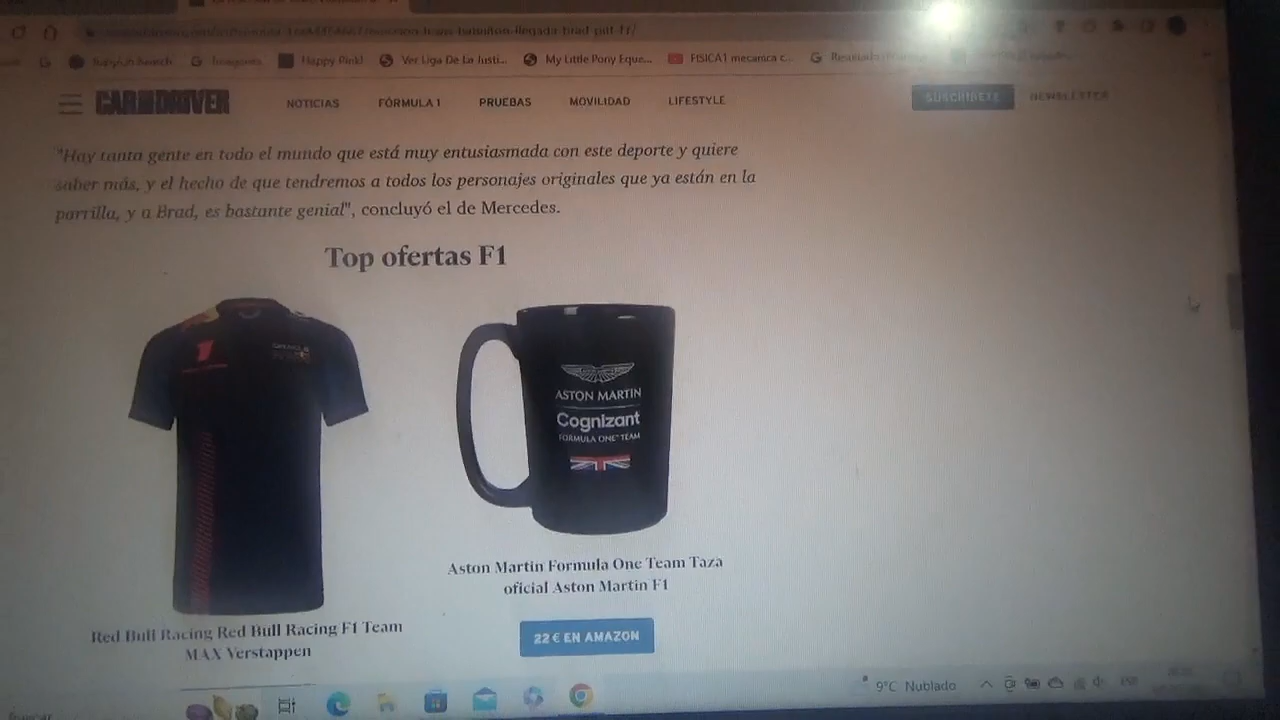 Happy Pink!
Ver Liga De La Justi...
My Little Pony Eque...
FISICA1 mecanica c...
CAR AND DRIVER
NOTICIAS
FÓRMULA 1
PRUEBAS
MOVILIDAD
LIFESTYLE
SUSCRÍBETE
NEWSLETTER
"Hay tanta gente en todo el mundo que está muy entusiasmada con este deporte y quiere
saber más, y el hecho de que tendremos a todos los personajes originales que ya están en la
parrilla, y a Brad, es bastante genial", concluyó el de Mercedes.
Top ofertas F1
ASTON MARTIN
Cognizant
FORMULA ONE™ TEAM
Red Bull Racing Red Bull Racing F1 Team
MAX Verstappen
Aston Martin Formula One Team Taza
oficial Aston Martin F1
22 € EN AMAZON
9°C Nublado
ESP
Buscar